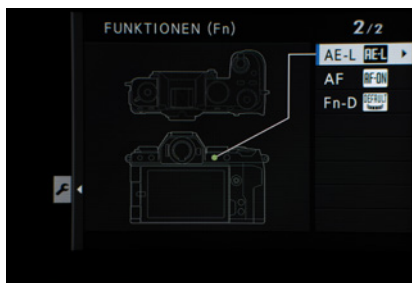 FUNKTIONEN (Fn) 2/2
AE-L AE-L
AF AF-ON
Fn-D DEFAULT